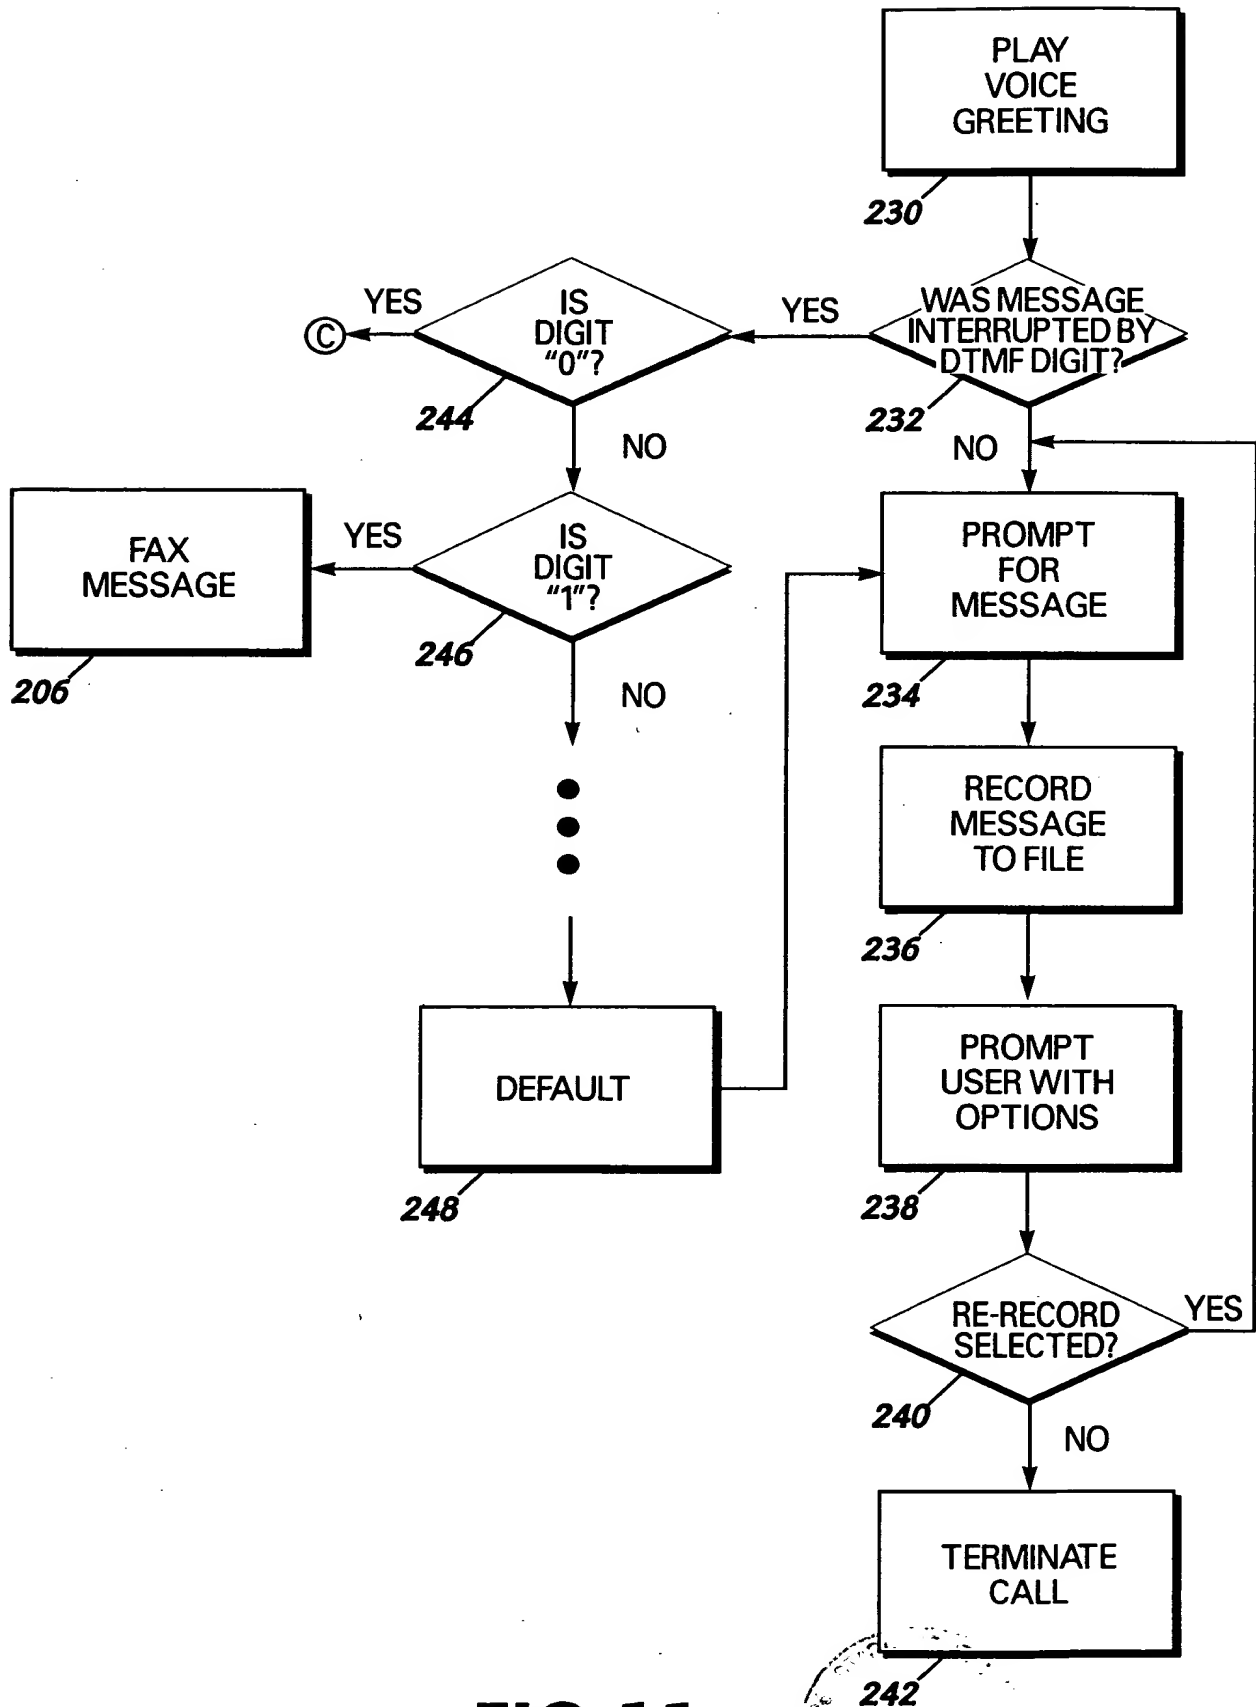 PLAY
VOICE
GREETING
230
WAS MESSAGE
INTERRUPTED BY
DTMF DIGIT?
232
YES
IS
DIGIT
"0"?
244
YES
C
NO
NO
IS
DIGIT
"1"?
246
YES
FAX
MESSAGE
206
NO
PROMPT
FOR
MESSAGE
234
RECORD
MESSAGE
TO FILE
236
DEFAULT
248
PROMPT
USER WITH
OPTIONS
238
RE-RECORD
SELECTED?
240
YES
NO
TERMINATE
CALL
242